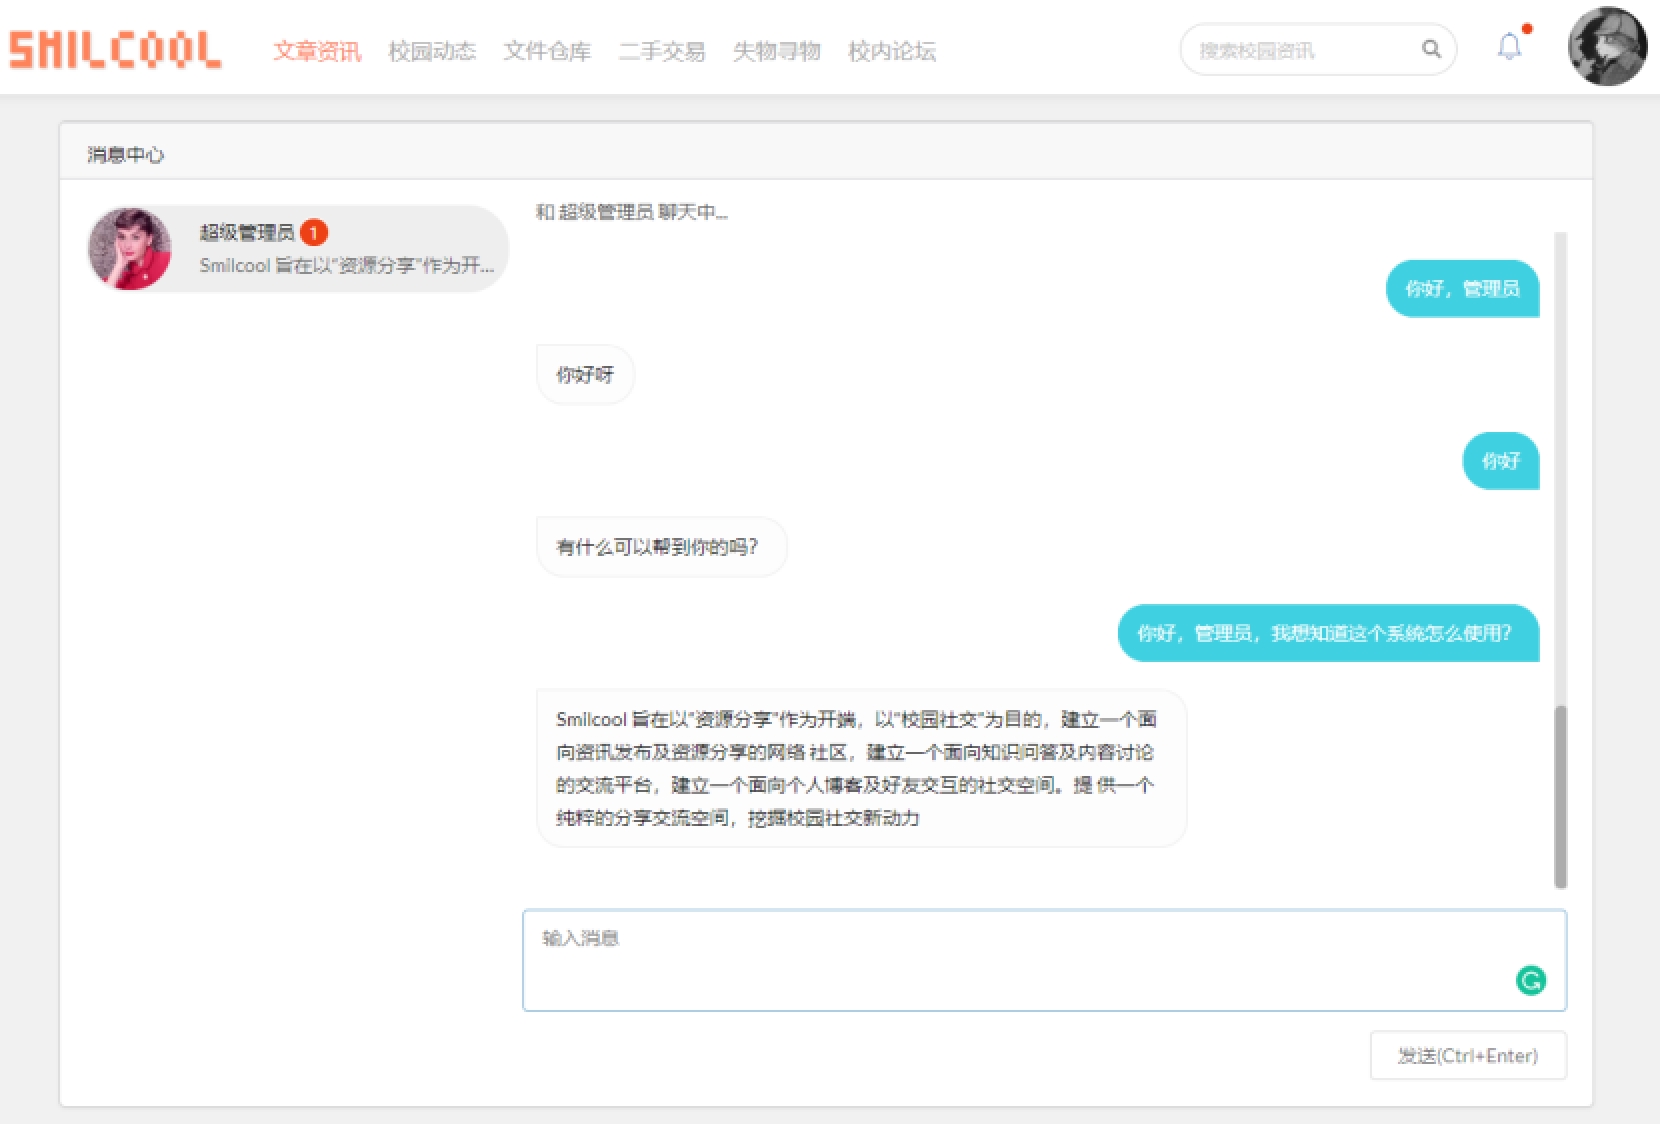 SMILCOOL 文章资讯 校园动态 文件仓库 二手交易 失物寻物 校内论坛 搜索校园资讯
消息中心
超级管理员 1
Smilcool 旨在以"资源分享"作为开...
和 超级管理员 聊天中...
你好，管理员
你好呀
你好
有什么可以帮到你的吗？
你好，管理员，我想知道这个系统怎么使用？
Smilcool 旨在以"资源分享"作为开端，以"校园社交"为目的，建立一个面
向资讯发布及资源分享的网络 社区，建立一个面向知识问答及内容讨论
的交流平台，建立一个面向个人博客及好友交互的社交空间。提 供一个
纯粹的分享交流空间，挖掘校园社交新动力
输入消息
发送(Ctrl+Enter)